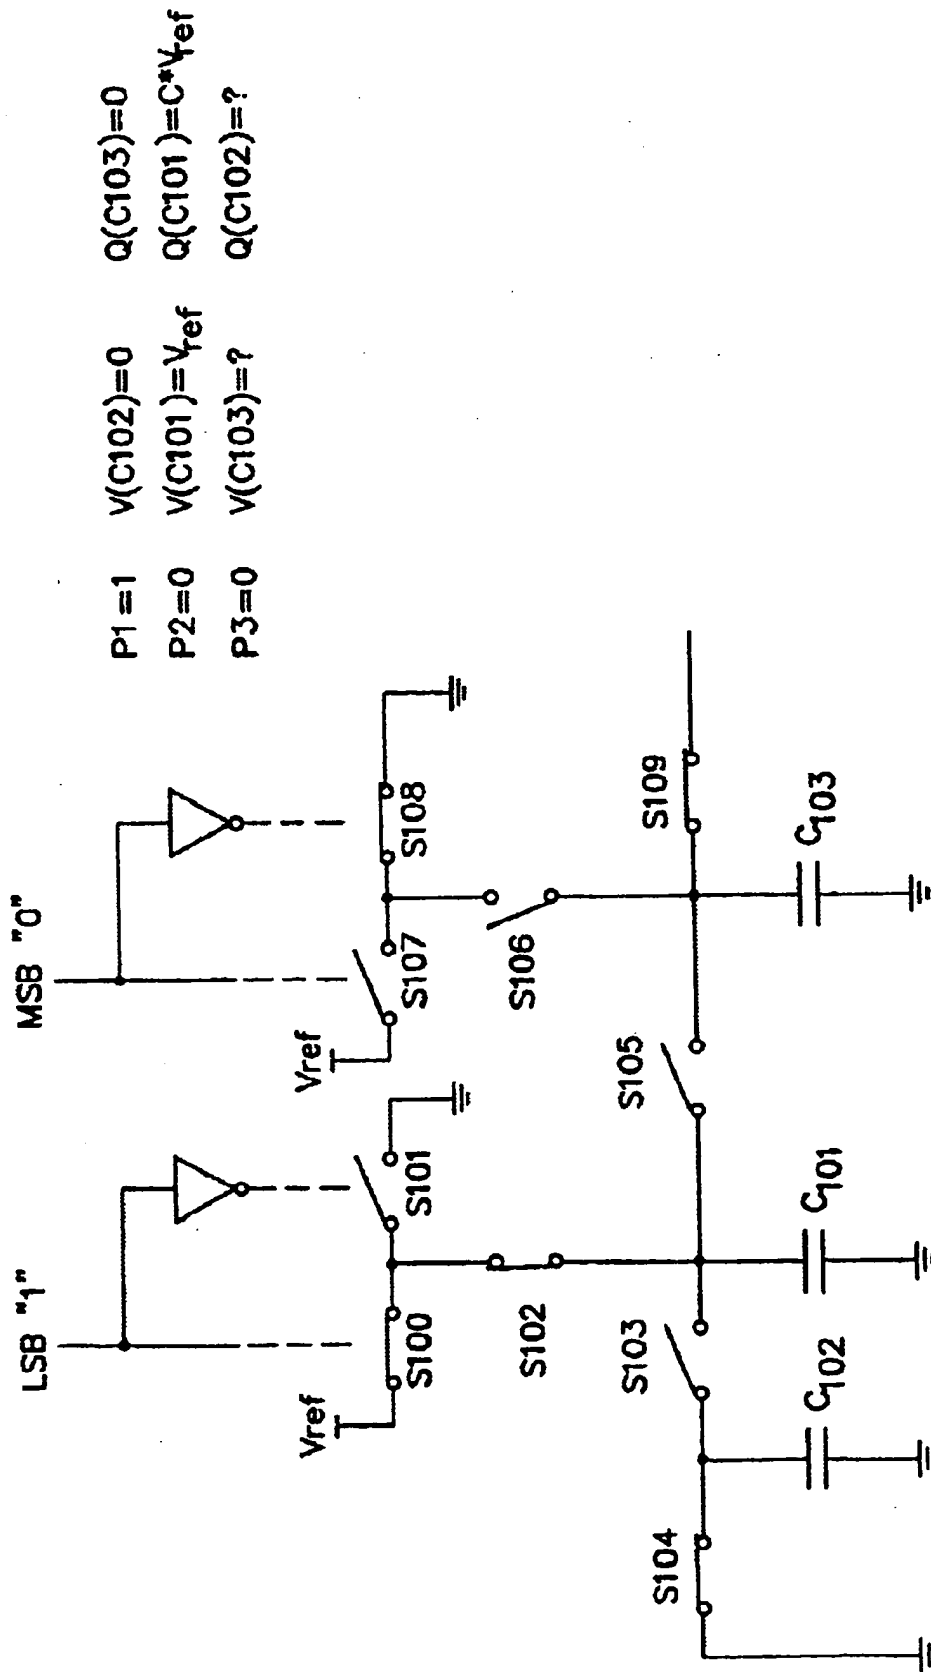 P1=1 V(C102)=0 Q(C103)=0
P2=0 V(C101)=Vref Q(C101)=C*Vref
P3=0 V(C103)=? Q(C102)=?
LSB "1"
MSB "0"
Vref
S100
S101
Vref
S107
S108
S102
S106
S104
S103
S105
S109
C102
C101
C103